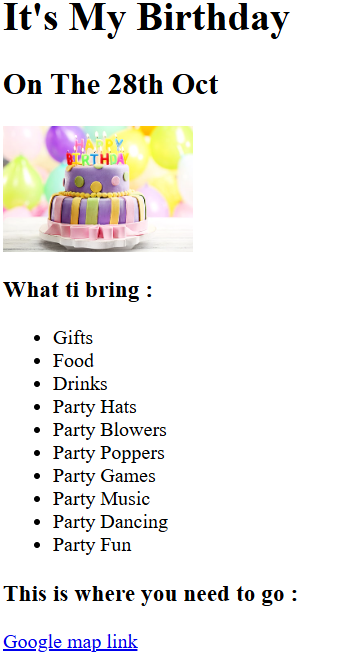 It's My Birthday
On The 28th Oct
HAPPY
BIRTHDAY
What ti bring :
Gifts
Food
Drinks
Party Hats
Party Blowers
Party Poppers
Party Games
Party Music
Party Dancing
Party Fun
This is where you need to go :
Google map link